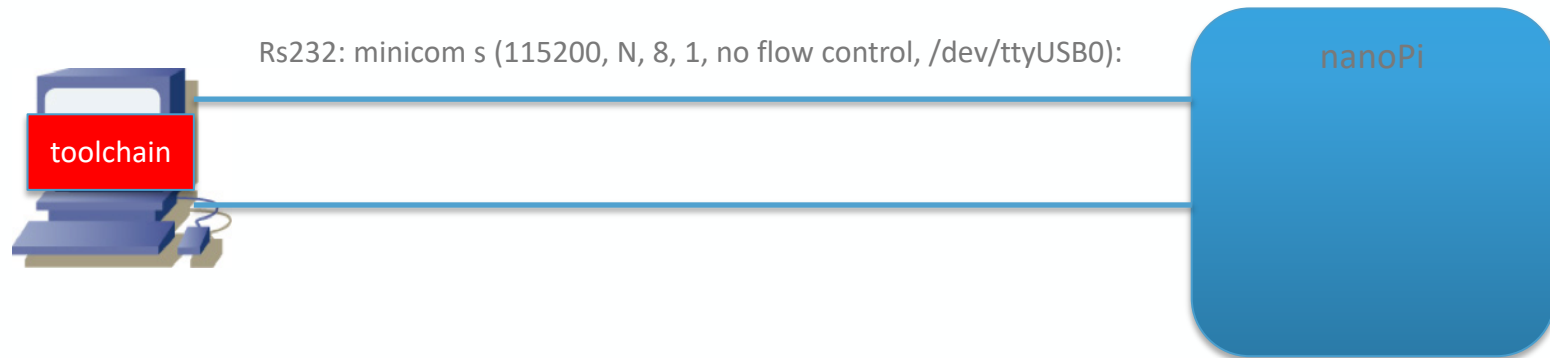 Rs232: minicom s (115200, N, 8, 1, no flow control, /dev/ttyUSB0):
nanoPi
toolchain